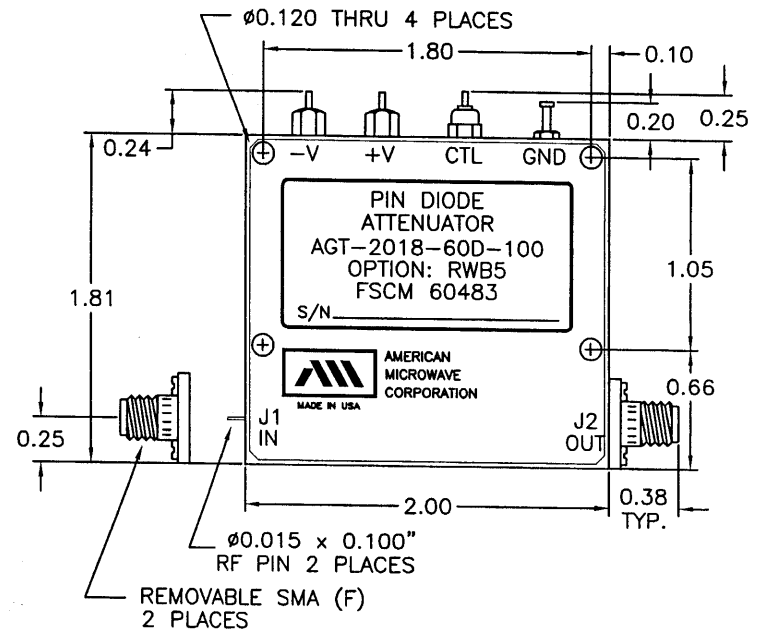 ø0.120 THRU 4 PLACES
1.80
0.10
0.24
0.20
0.25
-V
+V
CTL
GND
PIN DIODE
ATTENUATOR
AGT-2018-60D-100
OPTION: RWB5
FSCM 60483
S/N
1.81
1.05
AMERICAN
MICROWAVE
CORPORATION
MADE IN USA
0.66
0.25
J1
IN
J2
OUT
2.00
0.38
TYP.
ø0.015 x 0.100"
RF PIN 2 PLACES
REMOVABLE SMA (F)
2 PLACES